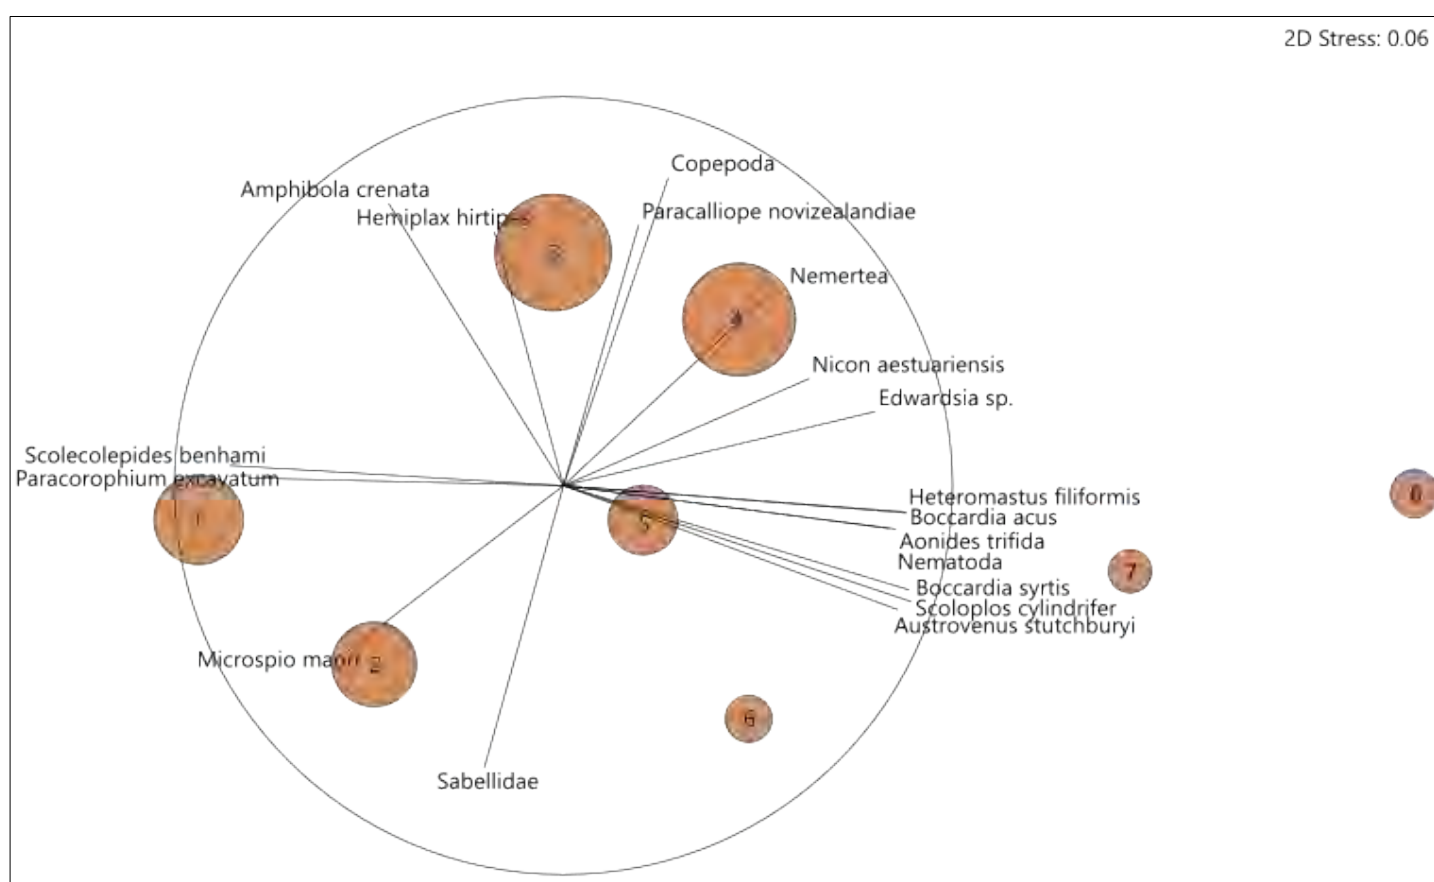 2D Stress: 0.06
Copepoda
Amphibola crenata
Paracalliope novizealandiae
Hemiplax hirtipes
Nemertea
4
Nicon aestuariensis
Edwardsia sp.
Scolecolepides benhami
Paracorophium excavatum
Heteromastus filiformis
Boccardia acus
1
5
Aonides trifida
Nematoda
7
Boccardia syrtis
Scoloplos cylindrifer
Austrovenus stutchburyi
Microspio maori
2
6
Sabellidae